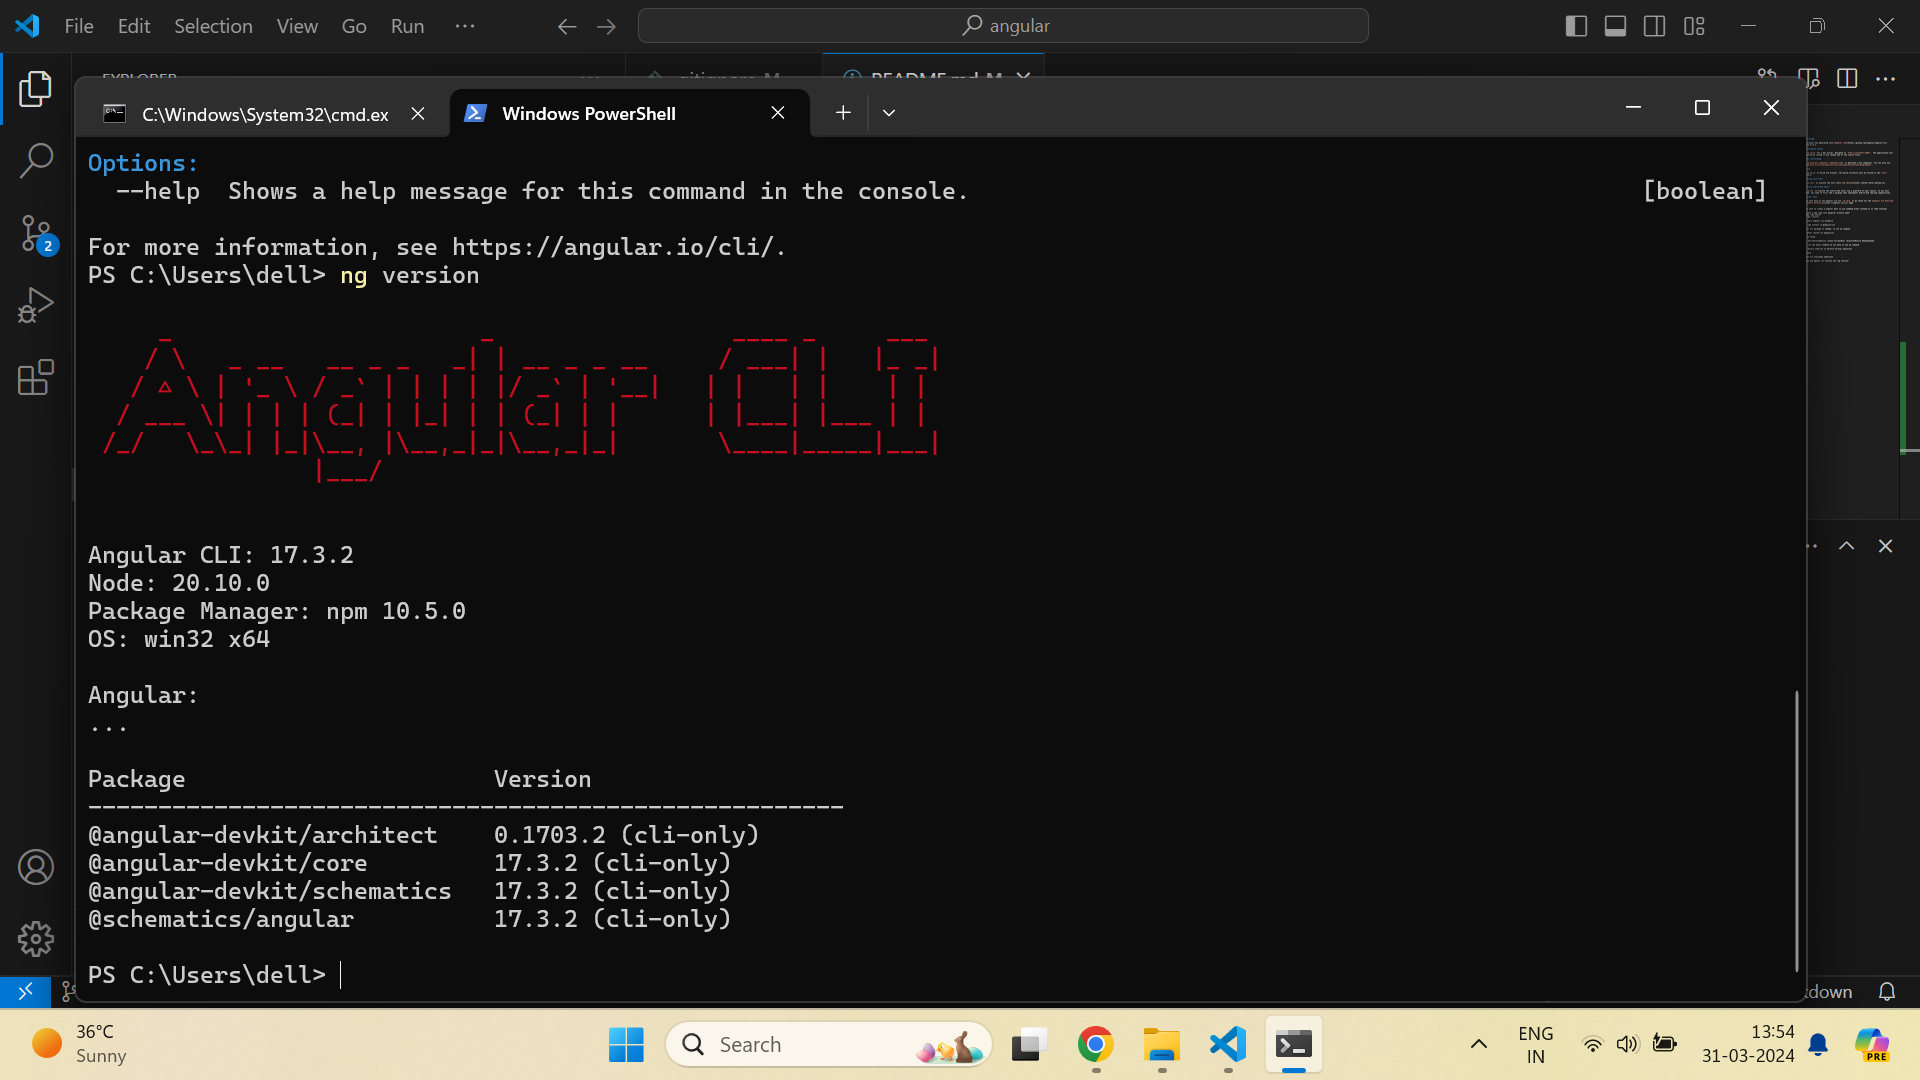 File Edit Selection View Go Run ···
angular
EXPLORER
.gitignore M
README.md M
C:\Windows\System32\cmd.ex
Windows PowerShell
Options:
--help Shows a help message for this command in the console. [boolean]
For more information, see https://angular.io/cli/.
PS C:\Users\dell> ng version
Angular CLI
Angular CLI: 17.3.2
Node: 20.10.0
Package Manager: npm 10.5.0
OS: win32 x64
Angular:
...
Package Version
------------------------------------------------------
@angular-devkit/architect 0.1703.2 (cli-only)
@angular-devkit/core 17.3.2 (cli-only)
@angular-devkit/schematics 17.3.2 (cli-only)
@schematics/angular 17.3.2 (cli-only)
PS C:\Users\dell>
2
down
36°C
Sunny
Search
ENG
IN
13:54
31-03-2024
PRE